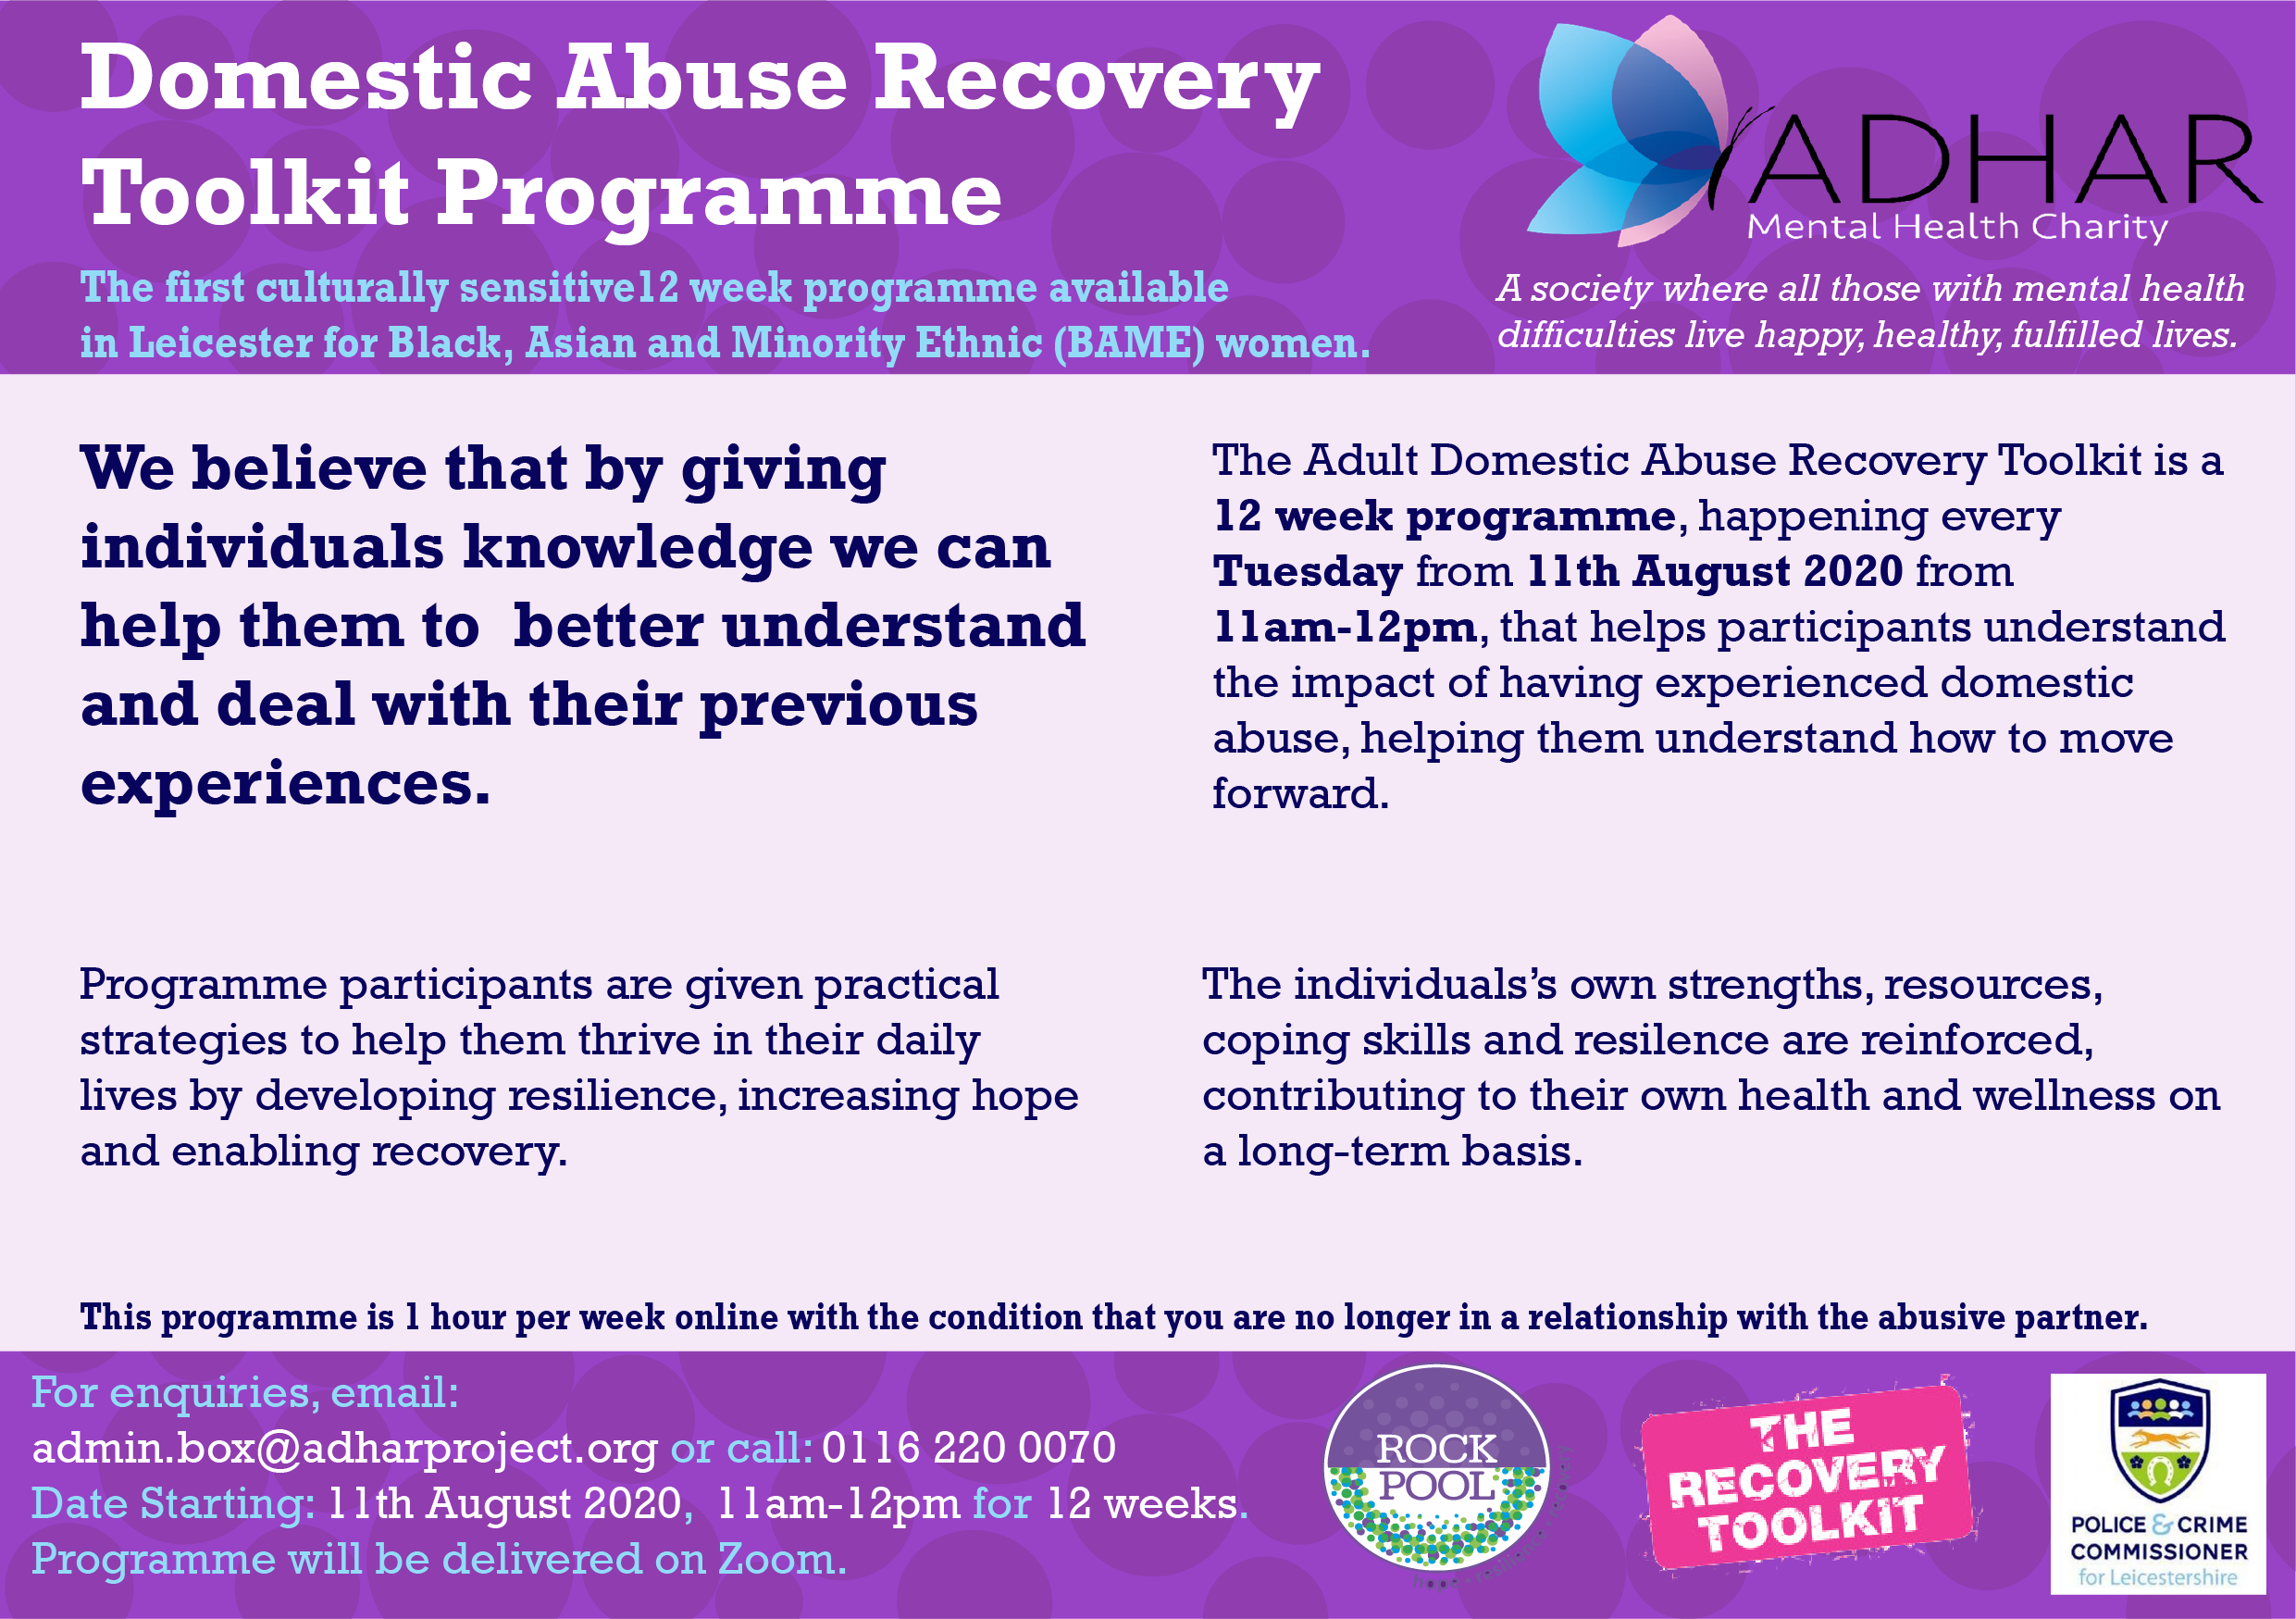 Domestic Abuse Recovery
Toolkit Programme
The first culturally sensitive12 week programme available
in Leicester for Black, Asian and Minority Ethnic (BAME) women.
ADHAR
Mental Health Charity
A society where all those with mental health
difficulties live happy, healthy, fulfilled lives.
We believe that by giving
individuals knowledge we can
help them to  better understand
and deal with their previous
experiences.
The Adult Domestic Abuse Recovery Toolkit is a
12 week programme, happening every
Tuesday from 11th August 2020 from
11am-12pm, that helps participants understand
the impact of having experienced domestic
abuse, helping them understand how to move
forward.
Programme participants are given practical
strategies to help them thrive in their daily
lives by developing resilience, increasing hope
and enabling recovery.
The individuals’s own strengths, resources,
coping skills and resilence are reinforced,
contributing to their own health and wellness on
a long-term basis.
This programme is 1 hour per week online with the condition that you are no longer in a relationship with the abusive partner.
For enquiries, email:
admin.box@adharproject.org or call: 0116 220 0070
Date Starting: 11th August 2020,  11am-12pm for 12 weeks.
Programme will be delivered on Zoom.
ROCK
POOL
THE
RECOVERY
TOOLKIT
POLICE & CRIME
COMMISSIONER
for Leicestershire